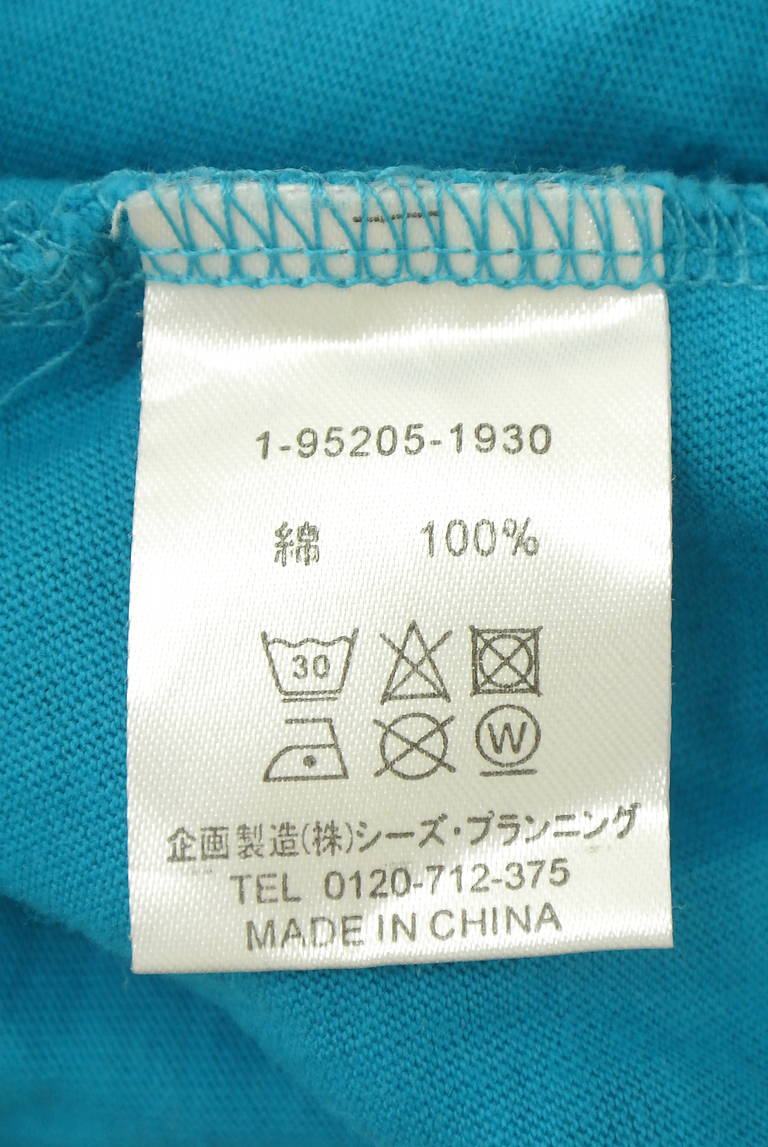 1-95205-1930
綿 100%
30
W
企画製造(株)シーズ・プランニング
TEL 0120-712-375
MADE IN CHINA